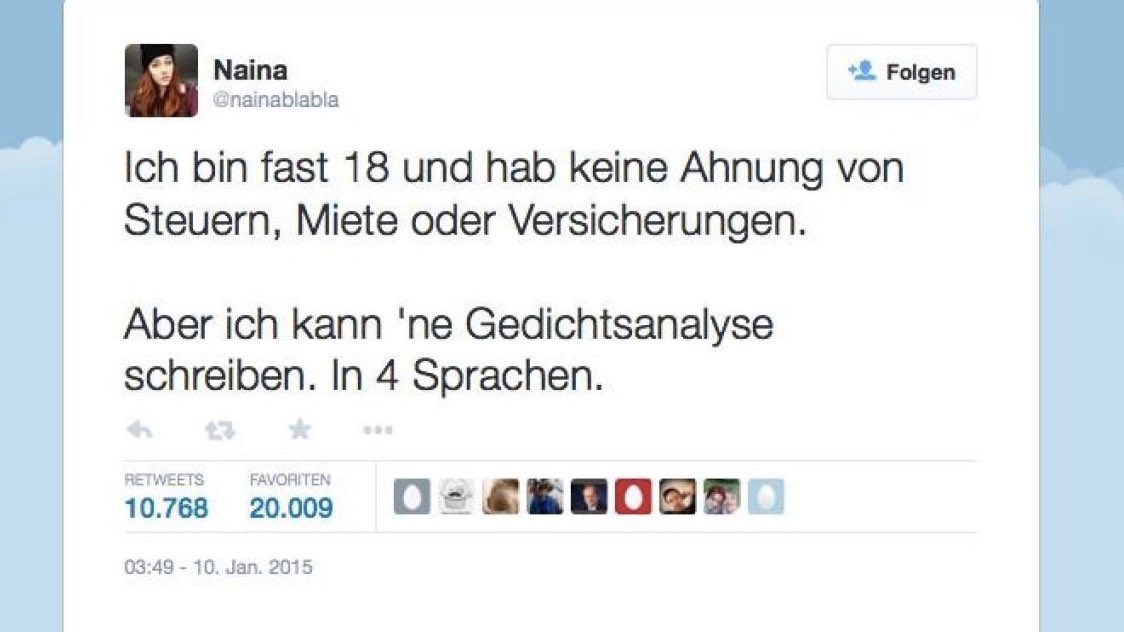 Naina
@nainablabla
Folgen
Ich bin fast 18 und hab keine Ahnung von
Steuern, Miete oder Versicherungen.
Aber ich kann 'ne Gedichtsanalyse
schreiben. In 4 Sprachen.
RETWEETS
10.768
FAVORITEN
20.009
03:49 - 10. Jan. 2015